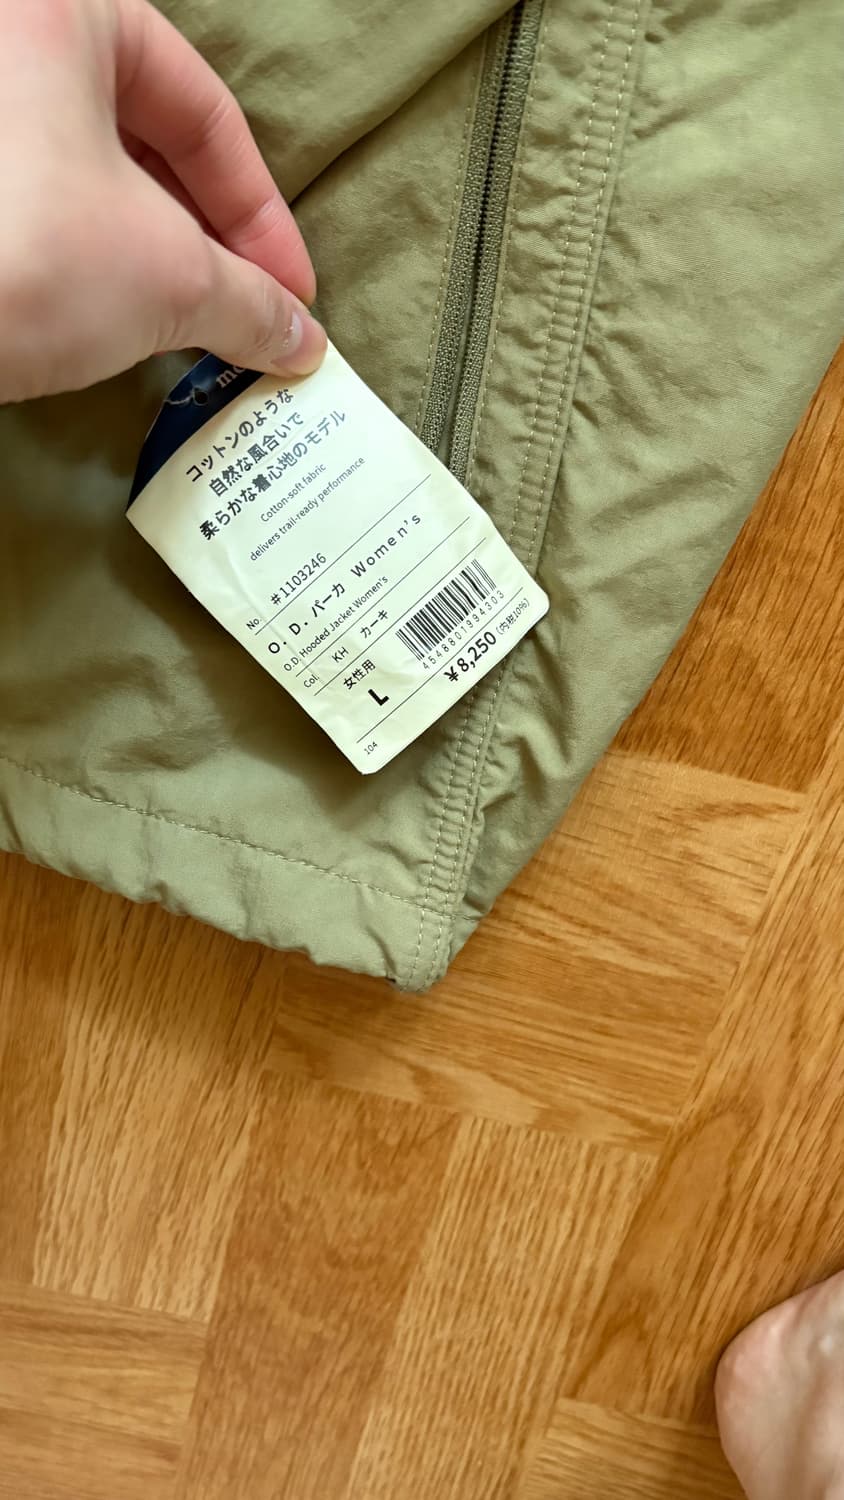 コットンのような
自然な風合いで
柔らかな着心地のモデル
Cotton-soft fabric
delivers trail-ready performance
No. #1103246
O.D.パーカ Women's
O.D. Hooded Jacket Women's
Col. KH カーキ
女性用
L
4548801994303
¥8,250 (内税10%)
104